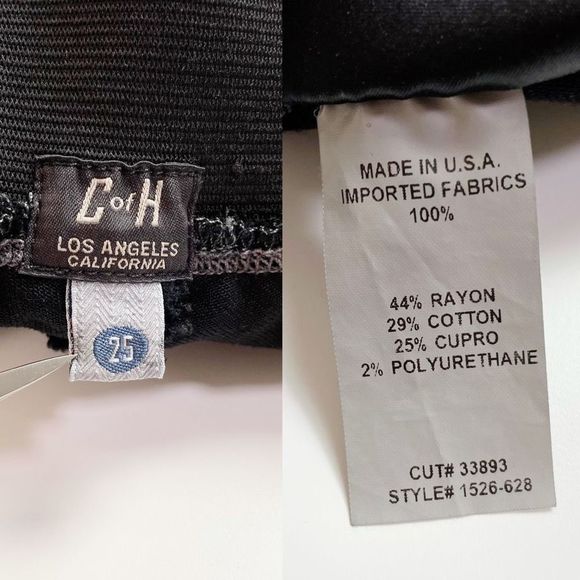 C of H
LOS ANGELES
CALIFORNIA
25
MADE IN U.S.A.
IMPORTED FABRICS
100%
44% RAYON
29% COTTON
25% CUPRO
2% POLYURETHANE
CUT# 33893
STYLE# 1526-628